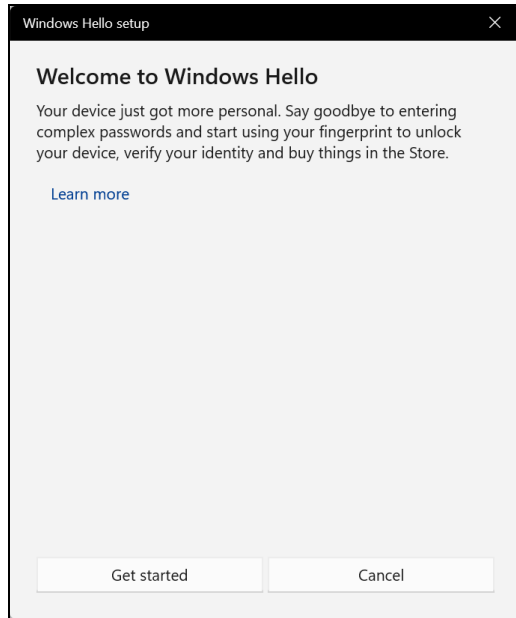 Windows Hello setup
Welcome to Windows Hello
Your device just got more personal. Say goodbye to entering
complex passwords and start using your fingerprint to unlock
your device, verify your identity and buy things in the Store.
Learn more
Get started
Cancel